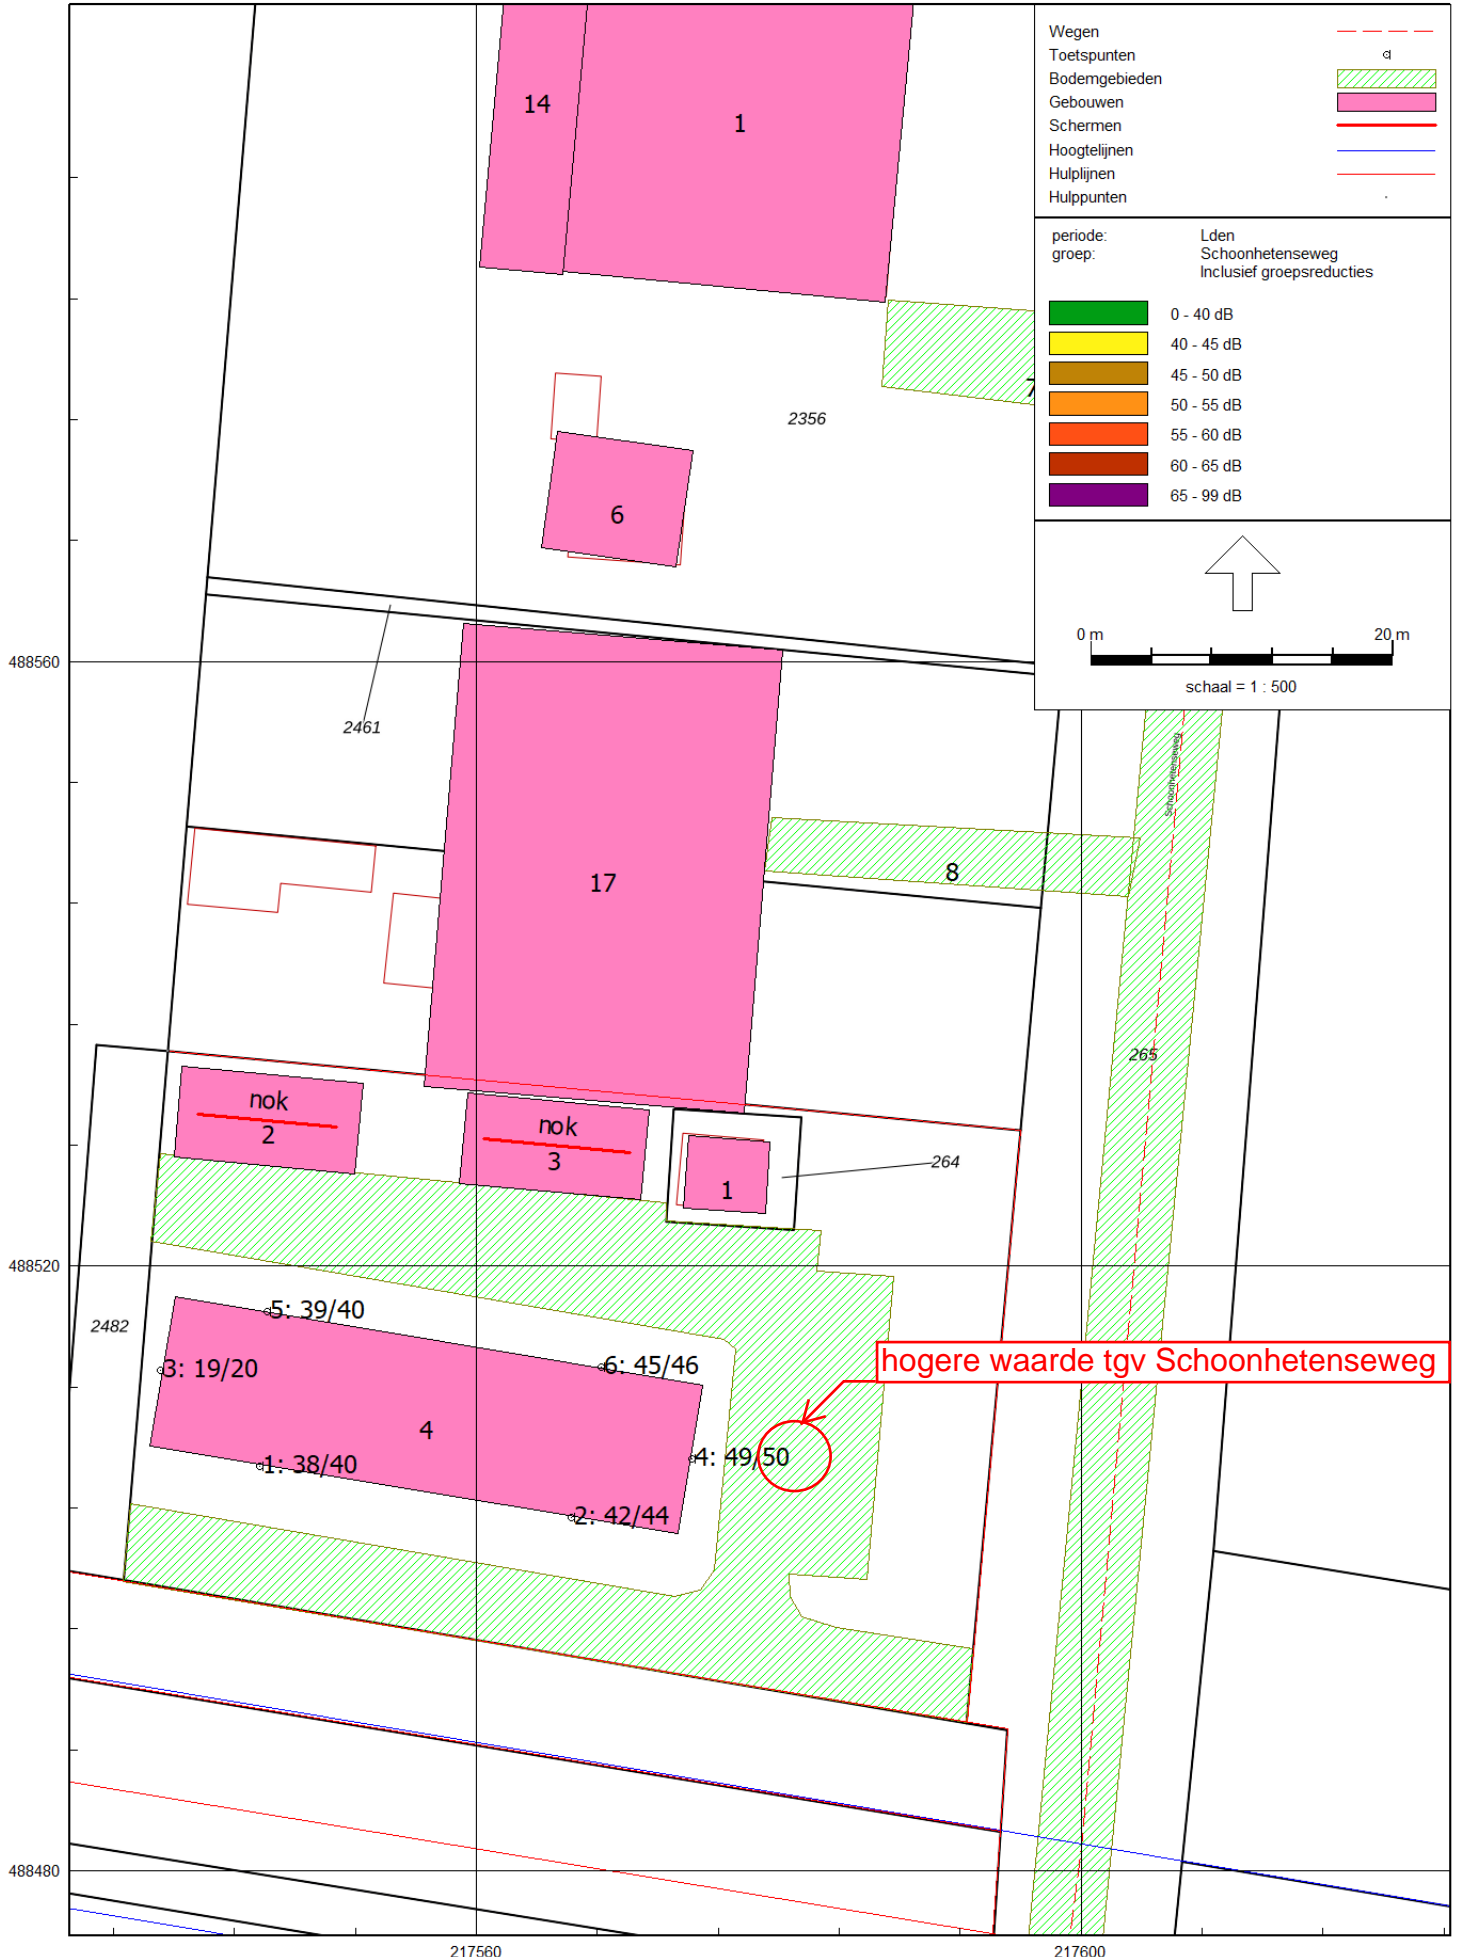 Wegen
Toetspunten
Bodemgebieden
Gebouwen
Schermen
Hoogtelijnen
Hulplijnen
Hulppunten
periode: Lden
groep: Schoonhetenseweg
Inclusief groepsreducties
0 - 40 dB
40 - 45 dB
45 - 50 dB
50 - 55 dB
55 - 60 dB
60 - 65 dB
65 - 99 dB
0 m 20 m
schaal = 1 : 500
14
1
7
2356
6
488560
2461
Schoonhetenseweg
17
8
265
nok
2
nok
3
1
264
488520
2482
5: 39/40
3: 19/20
6: 45/46
hogere waarde tgv Schoonhetenseweg
4
4: 49/50
1: 38/40
2: 42/44
488480
217560
217600